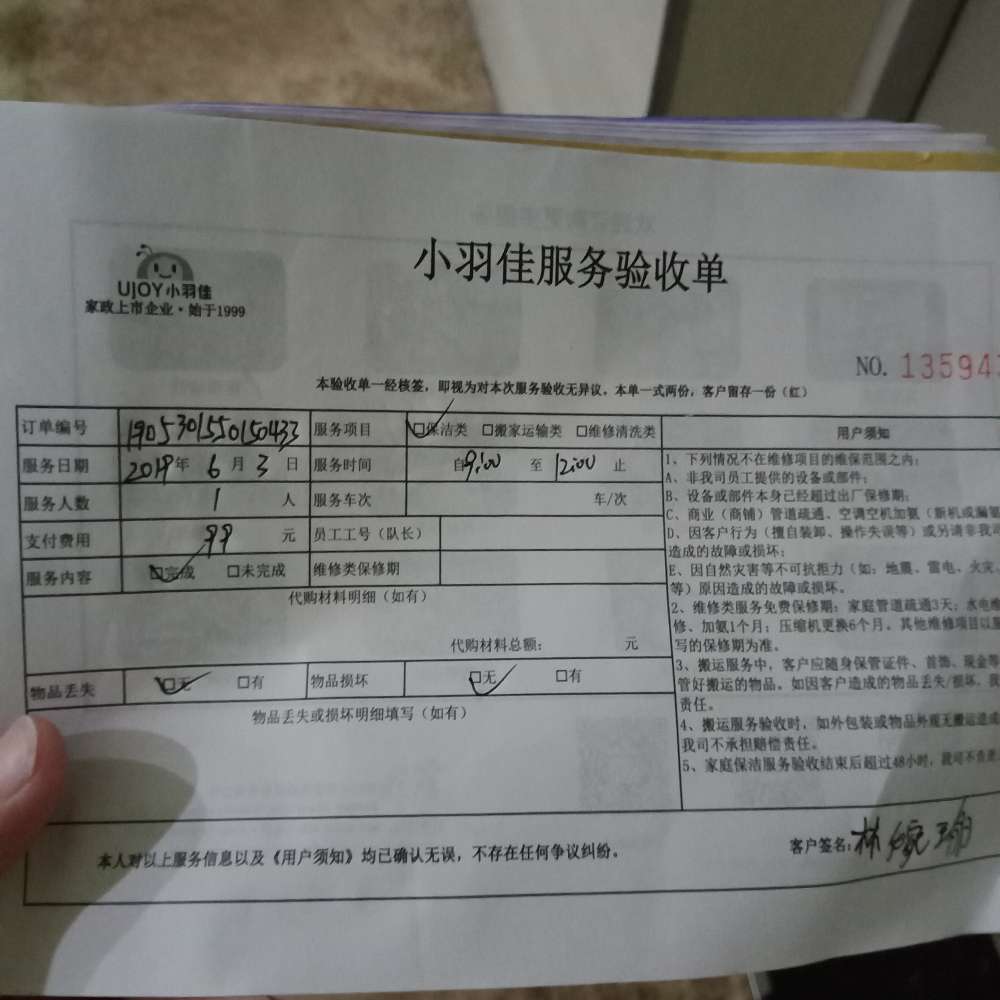 小羽佳服务验收单
UJOY小羽佳
家政上市企业·始于1999
NO. 135943
本验收单一经核签，即视为对本次服务验收无异议。本单一式两份，客户留存一份（红）
订单编号 1905301550150433 服务项目 保洁类 搬家运输类 维修清洗类
服务日期 2019年 6月 3日 服务时间 自9:00 至 12:00 止
服务人数 1 人 服务车次 车/次
支付费用 99 元 员工工号（队长）
服务内容 完成 未完成 维修类保修期
代购材料明细（如有）
代购材料总额： 元
物品丢失 无 有 物品损坏 无 有
物品丢失或损坏明细填写（如有）
用户须知
1、下列情况不在维修项目的维保范围之内：
A、非我司员工提供的设备或部件；
B、设备或部件本身已经超过出厂保修期；
C、商业（商铺）管道疏通、空调空机加氨（新机或漏氨
D、因客户行为（擅自装卸、操作失误等）或另请非我司
造成的故障或损坏；
E、因自然灾害等不可抗拒力（如：地震、雷电、火灾、
等）原因造成的故障或损坏。
2、维修类服务免费保修期：家庭管道疏通3天；水电维
修、加氨1个月；压缩机更换6个月。其他维修项目以服
写的保修期为准。
3、搬运服务中，客户应随身保管证件、首饰、现金等
管好搬运的物品。如因客户造成的物品丢失/损坏，我
责任。
4、搬运服务验收时，如外包装或物品外观无搬运造成
我司不承担赔偿责任。
5、家庭保洁服务验收结束后超过48小时，我司不负责
本人对以上服务信息以及《用户须知》均已确认无误，不存在任何争议纠纷。
客户签名：林婉瑜